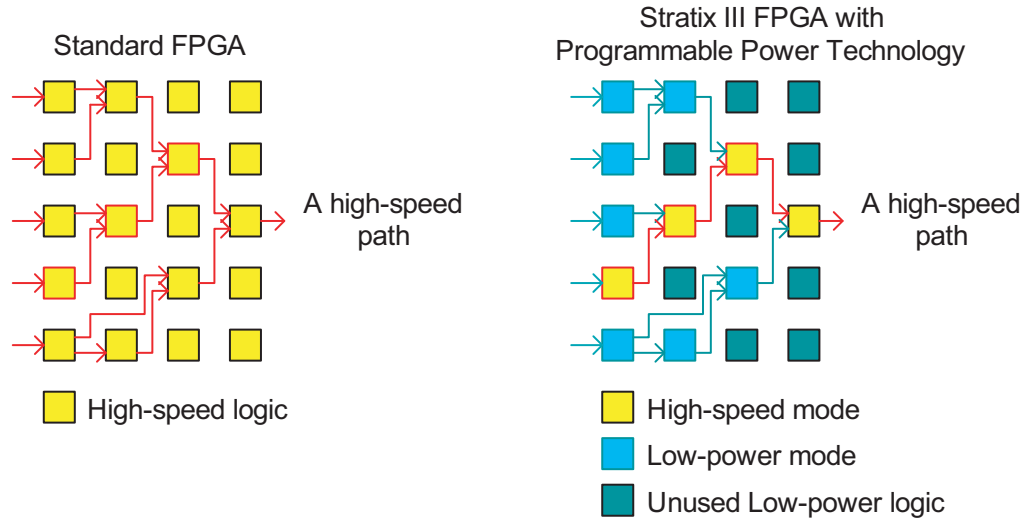 Standard FPGA
A high-speed
path
High-speed logic
Stratix III FPGA with
Programmable Power Technology
A high-speed
path
High-speed mode
Low-power mode
Unused Low-power logic